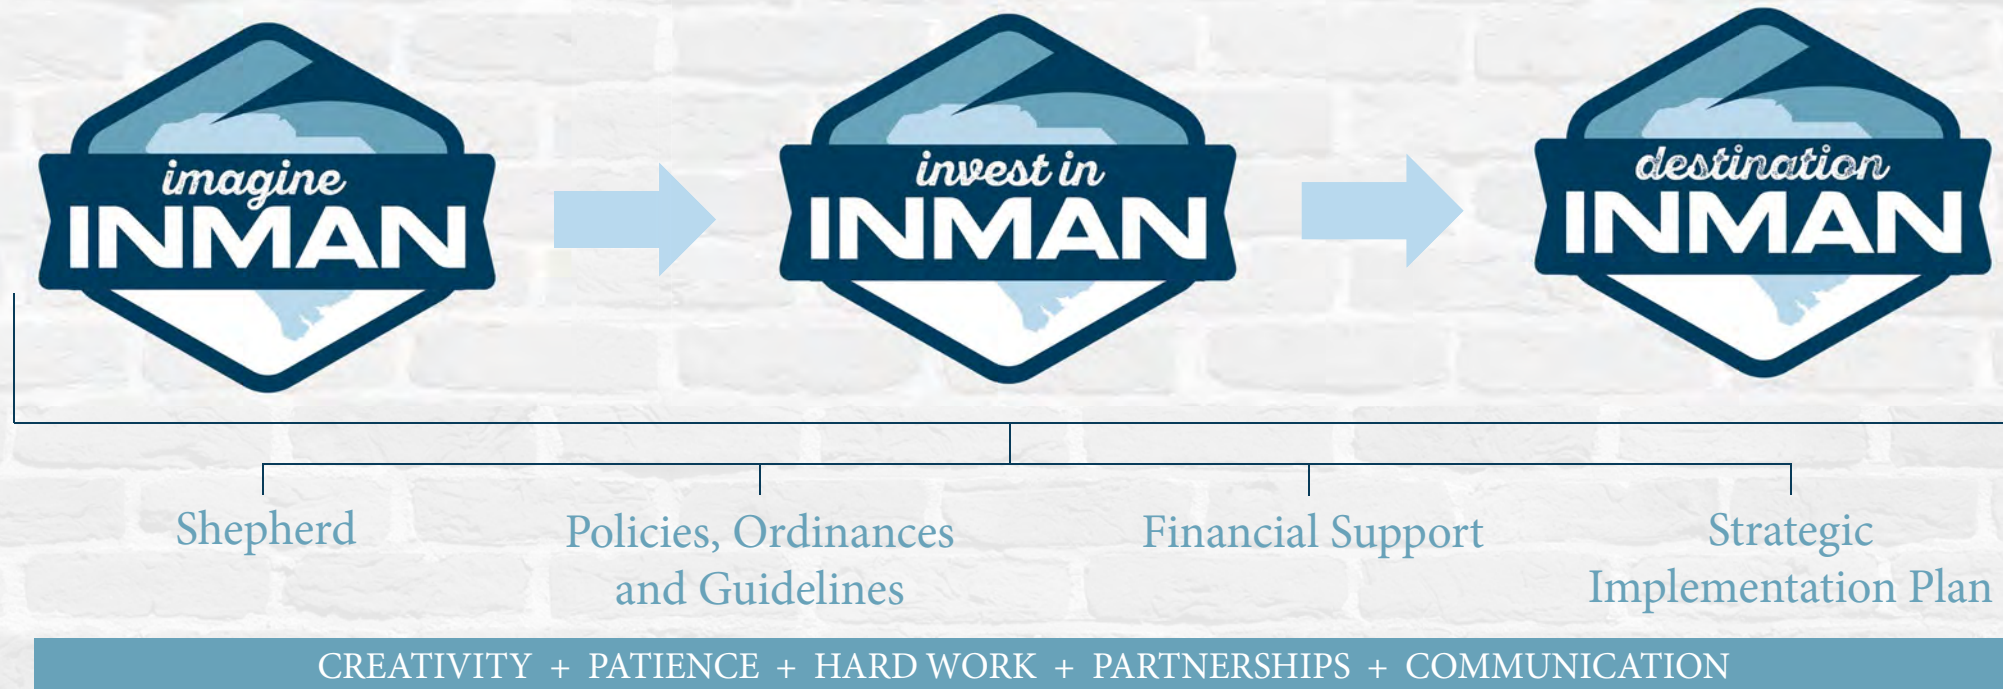 imagine
INMAN
invest in
INMAN
destination
INMAN
Shepherd
Policies, Ordinances
and Guidelines
Financial Support
Strategic
Implementation Plan
CREATIVITY + PATIENCE + HARD WORK + PARTNERSHIPS + COMMUNICATION